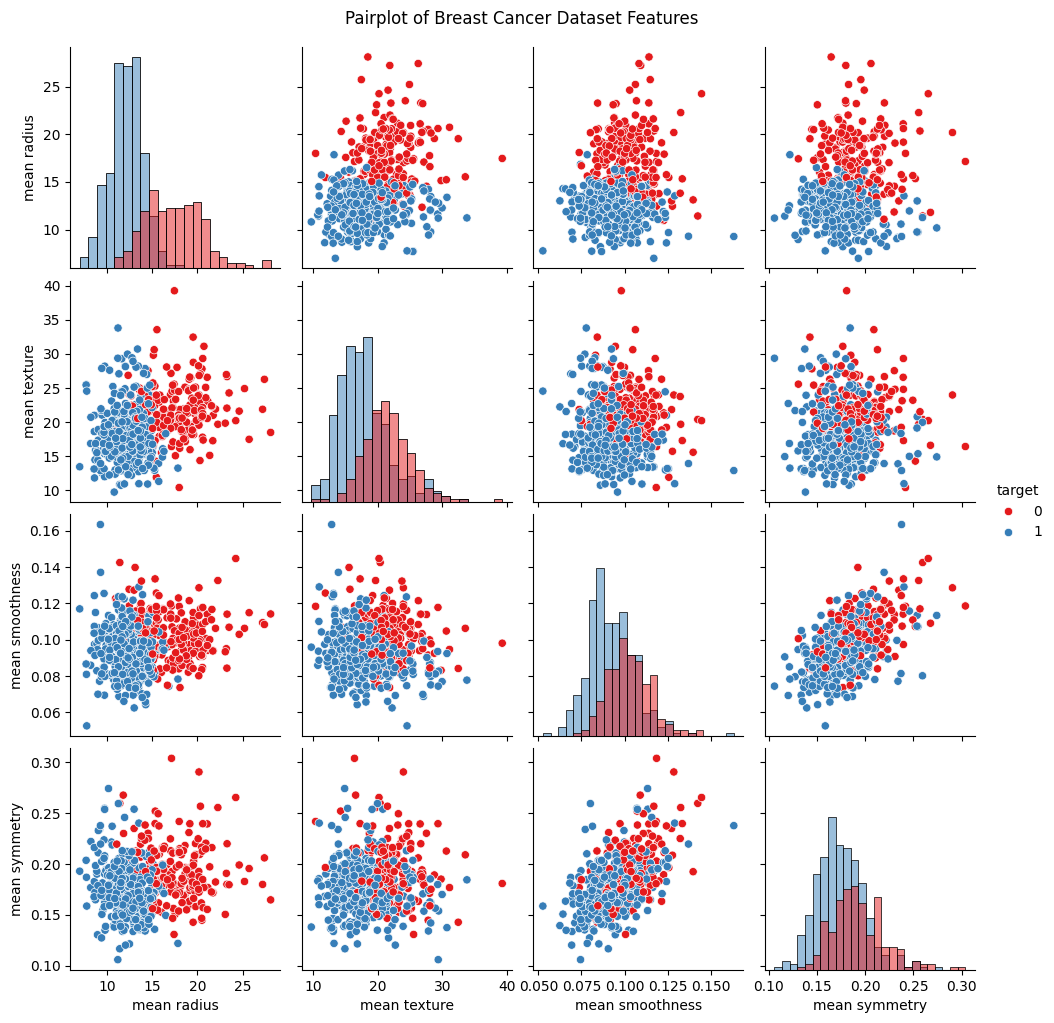 Pairplot of Breast Cancer Dataset Features
mean radius
25
20
15
10
mean texture
40
35
30
25
20
15
10
target
0
1
mean smoothness
0.16
0.14
0.12
0.10
0.08
0.06
mean symmetry
0.30
0.25
0.20
0.15
0.10
10 15 20 25
mean radius
10 20 30 40
mean texture
0.050 0.075 0.100 0.125 0.150
mean smoothness
0.10 0.15 0.20 0.25 0.30
mean symmetry